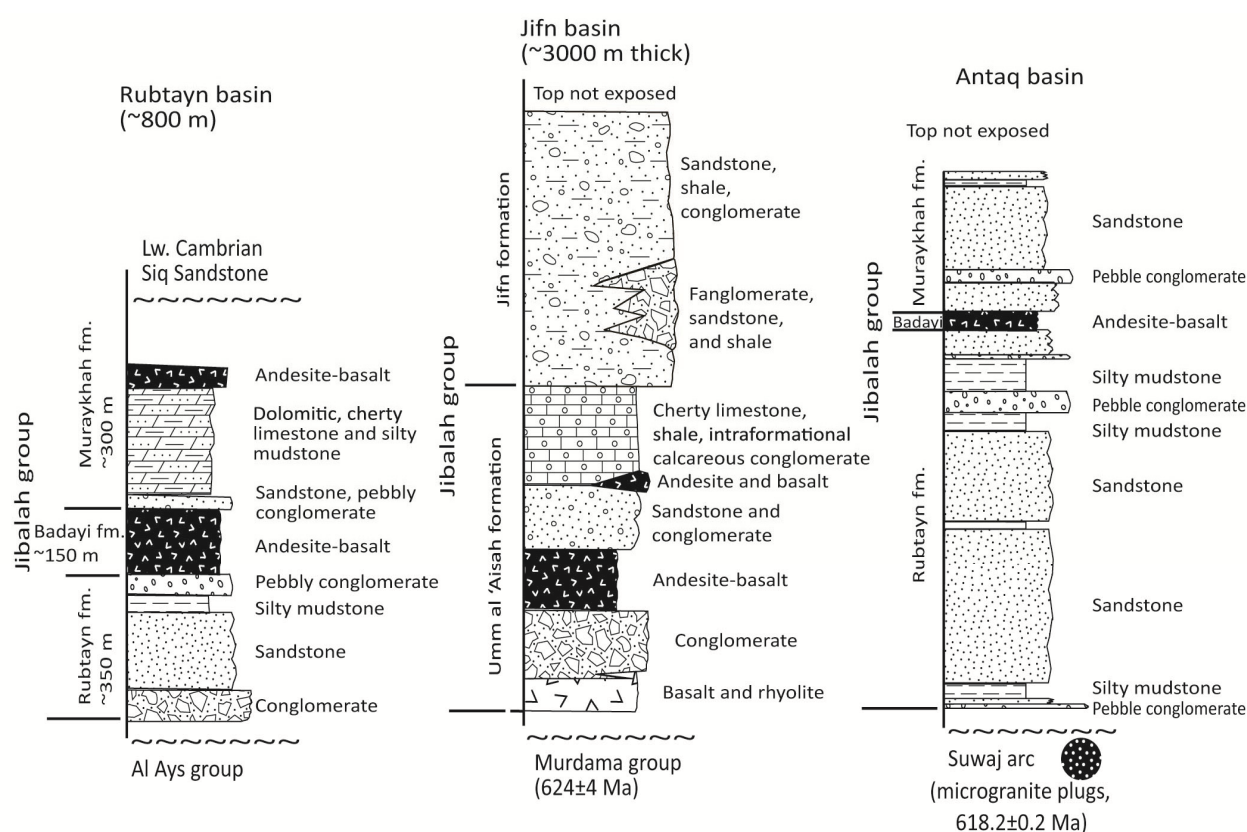 Rubtayn basin
(~800 m)
Lw. Cambrian
Siq Sandstone
Jibalah group
Muraykhah fm.
~300 m
Badayi fm.
~150 m
Rubtayn fm.
~350 m
Andesite-basalt
Dolomitic, cherty
limestone and silty
mudstone
Sandstone, pebbly
conglomerate
Andesite-basalt
Pebbly conglomerate
Silty mudstone
Sandstone
Conglomerate
Al Ays group
Jifn basin
(~3000 m thick)
Top not exposed
Jibalah group
Jifn formation
Umm al ‘Aisah formation
Sandstone,
shale,
conglomerate
Fanglomerate,
sandstone,
and shale
Cherty limestone,
shale, intraformational
calcareous conglomerate
Andesite and basalt
Sandstone and
conglomerate
Andesite-basalt
Conglomerate
Basalt and rhyolite
Murdama group
(624±4 Ma)
Antaq basin
Top not exposed
Jibalah group
Muraykhah fm.
Badayi
Rubtayn fm.
Sandstone
Pebble conglomerate
Andesite-basalt
Silty mudstone
Pebble conglomerate
Silty mudstone
Sandstone
Sandstone
Silty mudstone
Pebble conglomerate
Suwaj arc
(microgranite plugs,
618.2±0.2 Ma)